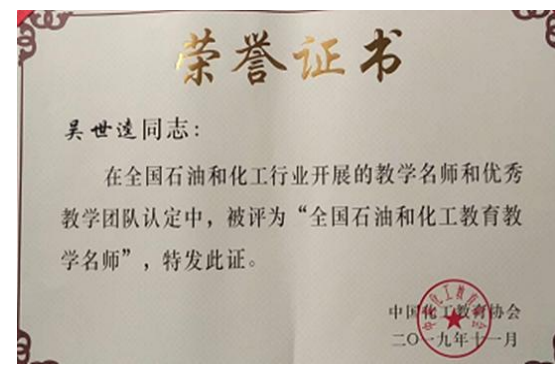 荣誉证书
吴世逵同志：
在全国石油和化工行业开展的教学名师和优秀
教学团队认定中，被评为“全国石油和化工教育教
学名师”，特发此证。
中国化工教育协会
二〇一九年十一月